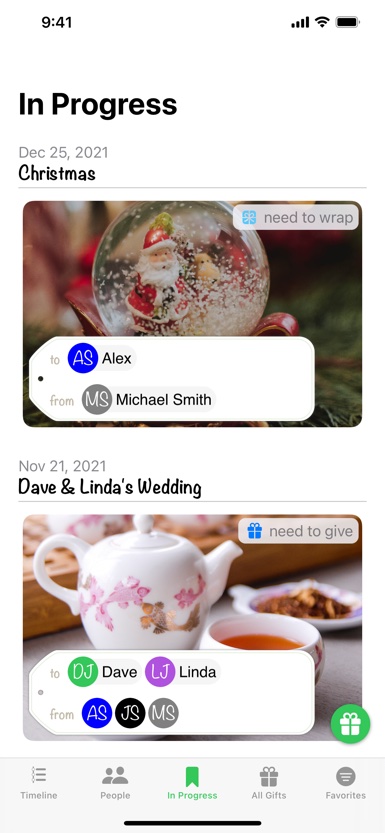 9:41
In Progress
Dec 25, 2021
Christmas
need to wrap
to AS Alex
from MS Michael Smith
Nov 21, 2021
Dave & Linda's Wedding
need to give
to DJ Dave LJ Linda
from AS JS MS
Timeline People In Progress All Gifts Favorites